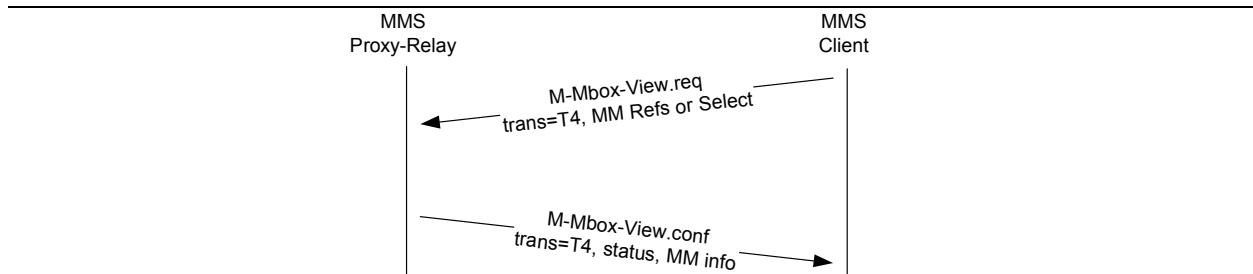 MMS
Proxy-Relay
MMS
Client
M-Mbox-View.req
trans=T4, MM Refs or Select
M-Mbox-View.conf
trans=T4, status, MM info